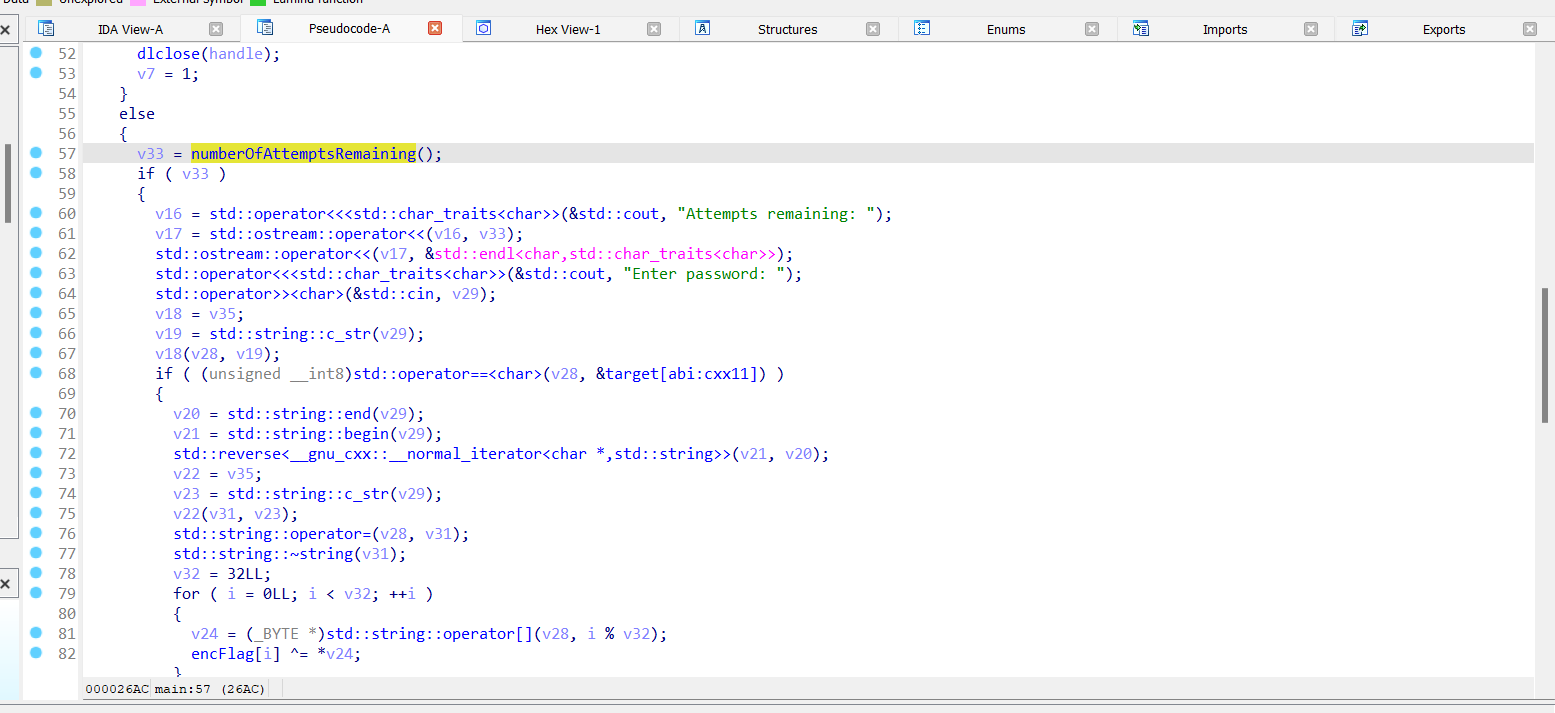 Data Unexplored External symbol Lumina function
IDA View-A Pseudocode-A Hex View-1 Structures Enums Imports Exports
52 dlclose(handle);
53 v7 = 1;
54 }
55 else
56 {
57 v33 = numberOfAttemptsRemaining();
58 if ( v33 )
59 {
60 v16 = std::operator<<<std::char_traits<char>>(&std::cout, "Attempts remaining: ");
61 v17 = std::ostream::operator<<(v16, v33);
62 std::ostream::operator<<(v17, &std::endl<char,std::char_traits<char>>);
63 std::operator<<<std::char_traits<char>>(&std::cout, "Enter password: ");
64 std::operator>><char>(&std::cin, v29);
65 v18 = v35;
66 v19 = std::string::c_str(v29);
67 v18(v28, v19);
68 if ( (unsigned __int8)std::operator==<char>(v28, &target[abi:cxx11]) )
69 {
70 v20 = std::string::end(v29);
71 v21 = std::string::begin(v29);
72 std::reverse<__gnu_cxx::__normal_iterator<char *,std::string>>(v21, v20);
73 v22 = v35;
74 v23 = std::string::c_str(v29);
75 v22(v31, v23);
76 std::string::operator=(v28, v31);
77 std::string::~string(v31);
78 v32 = 32LL;
79 for ( i = 0LL; i < v32; ++i )
80 {
81 v24 = (_BYTE *)std::string::operator[](v28, i % v32);
82 encFlag[i] ^= *v24;
}
000026AC main:57 (26AC)